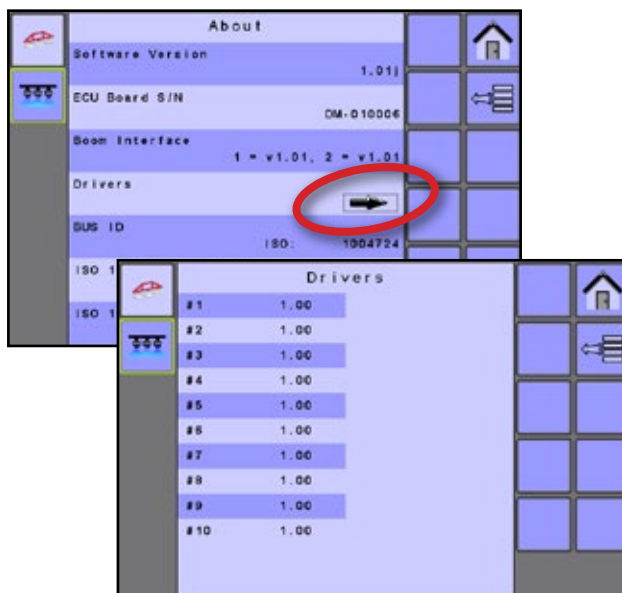 About
Software Version
1.01j
ECU Board S/N
DM-010006
Boom Interface
1 = v1.01, 2 = v1.01
Drivers
BUS ID
ISO: 1004724
ISO 1
ISO 1
Drivers
#1 1.00
#2 1.00
#3 1.00
#4 1.00
#5 1.00
#6 1.00
#7 1.00
#8 1.00
#9 1.00
#10 1.00